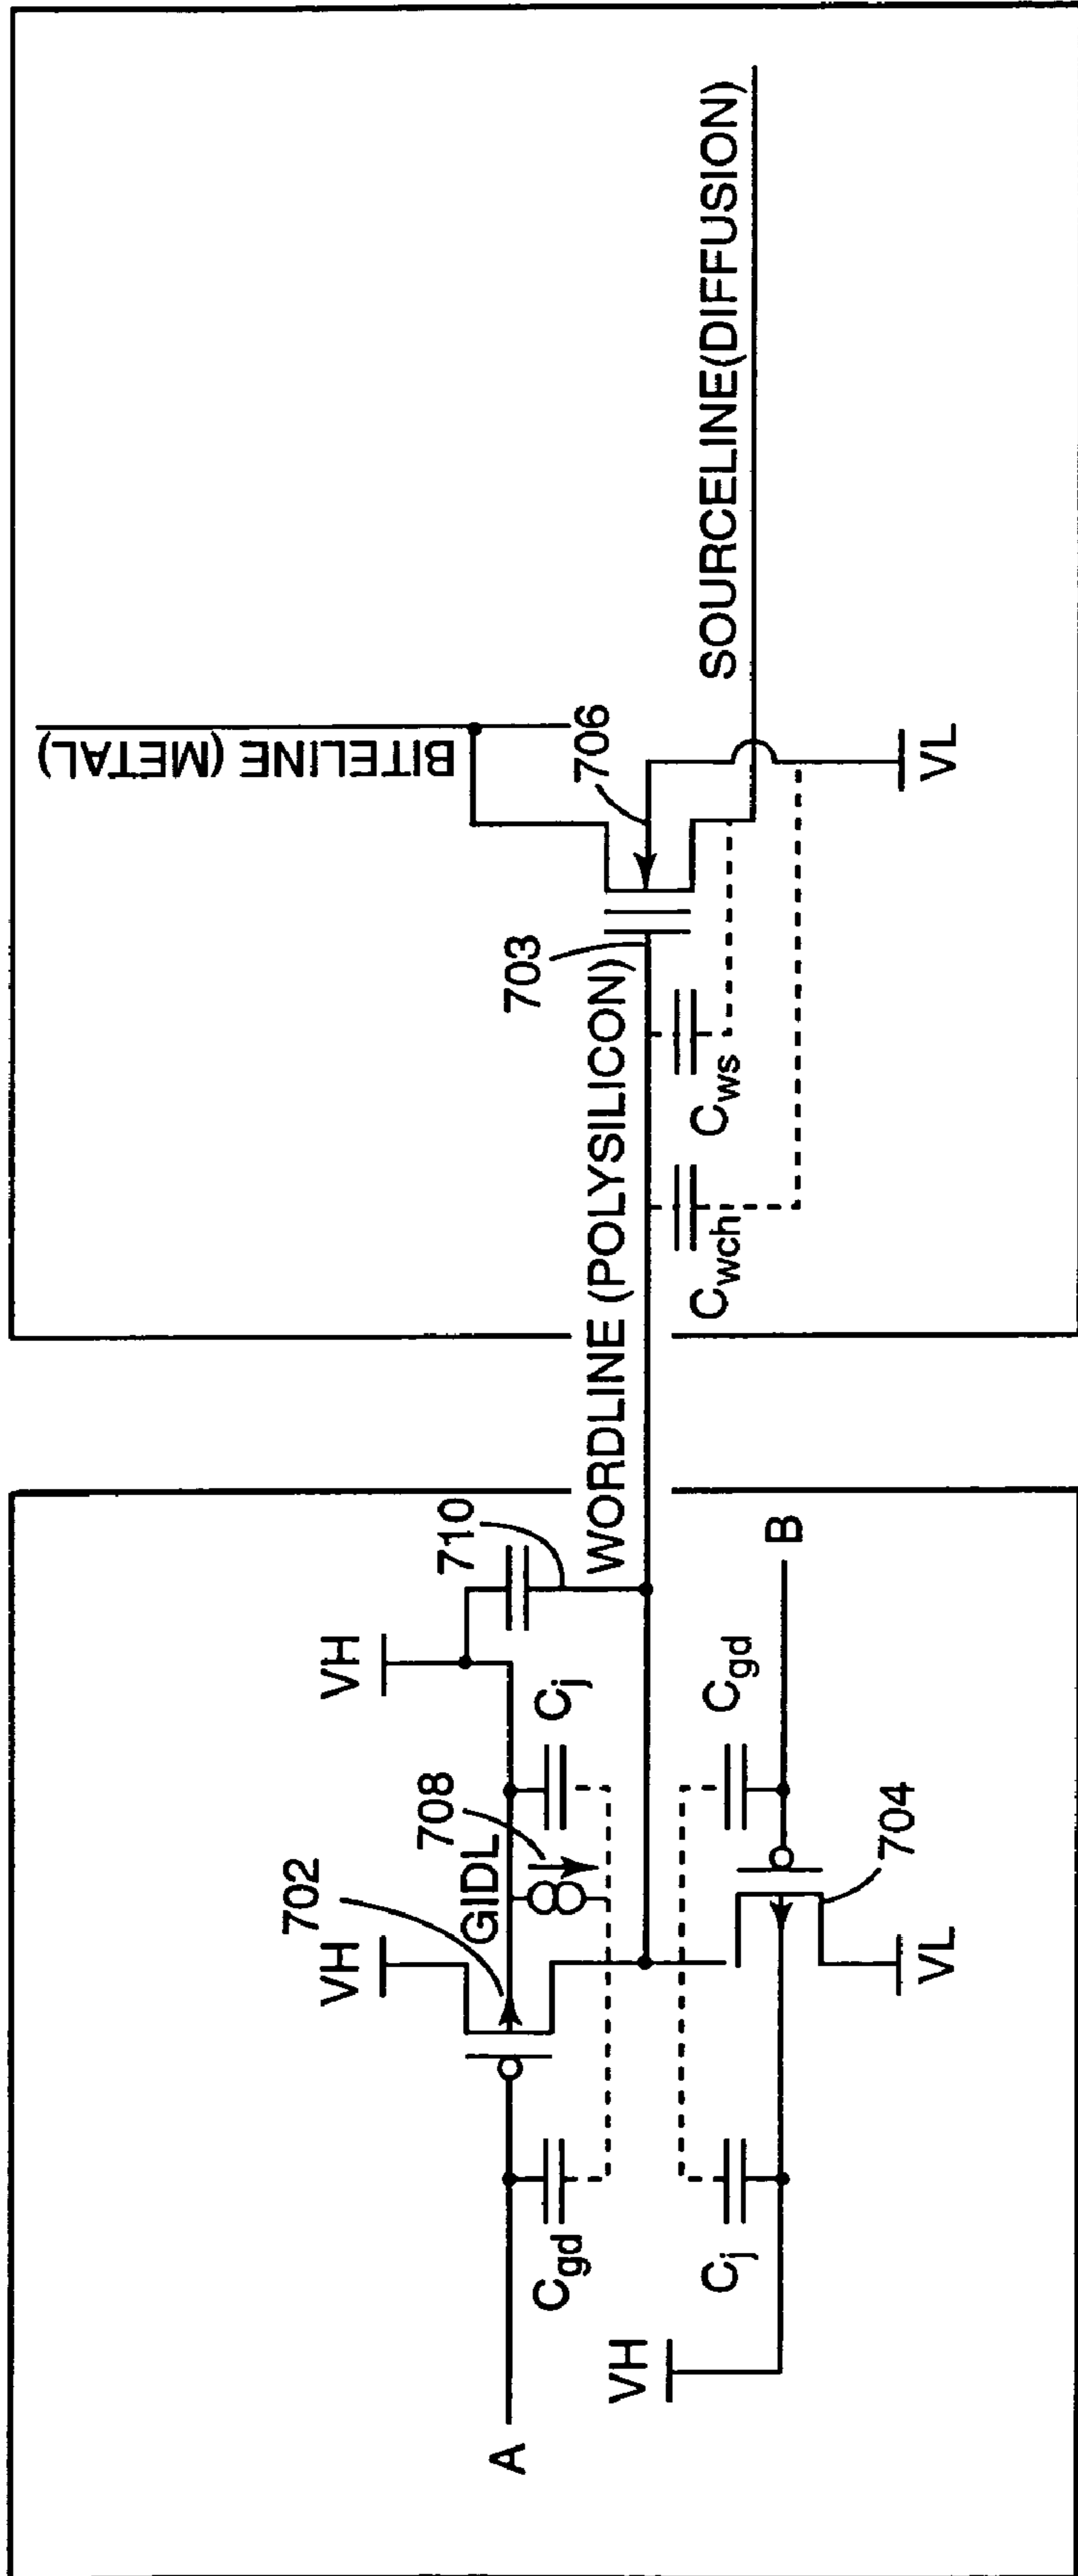 A
VH
702
VH
GIDL
708
710
C_gd
C_j
VH
C_j
C_gd
B
704
VL
WORDLINE (POLYSILICON)
703
706
BITELINE (METAL)
C_wch
C_ws
VL
SOURCELINE(DIFFUSION)